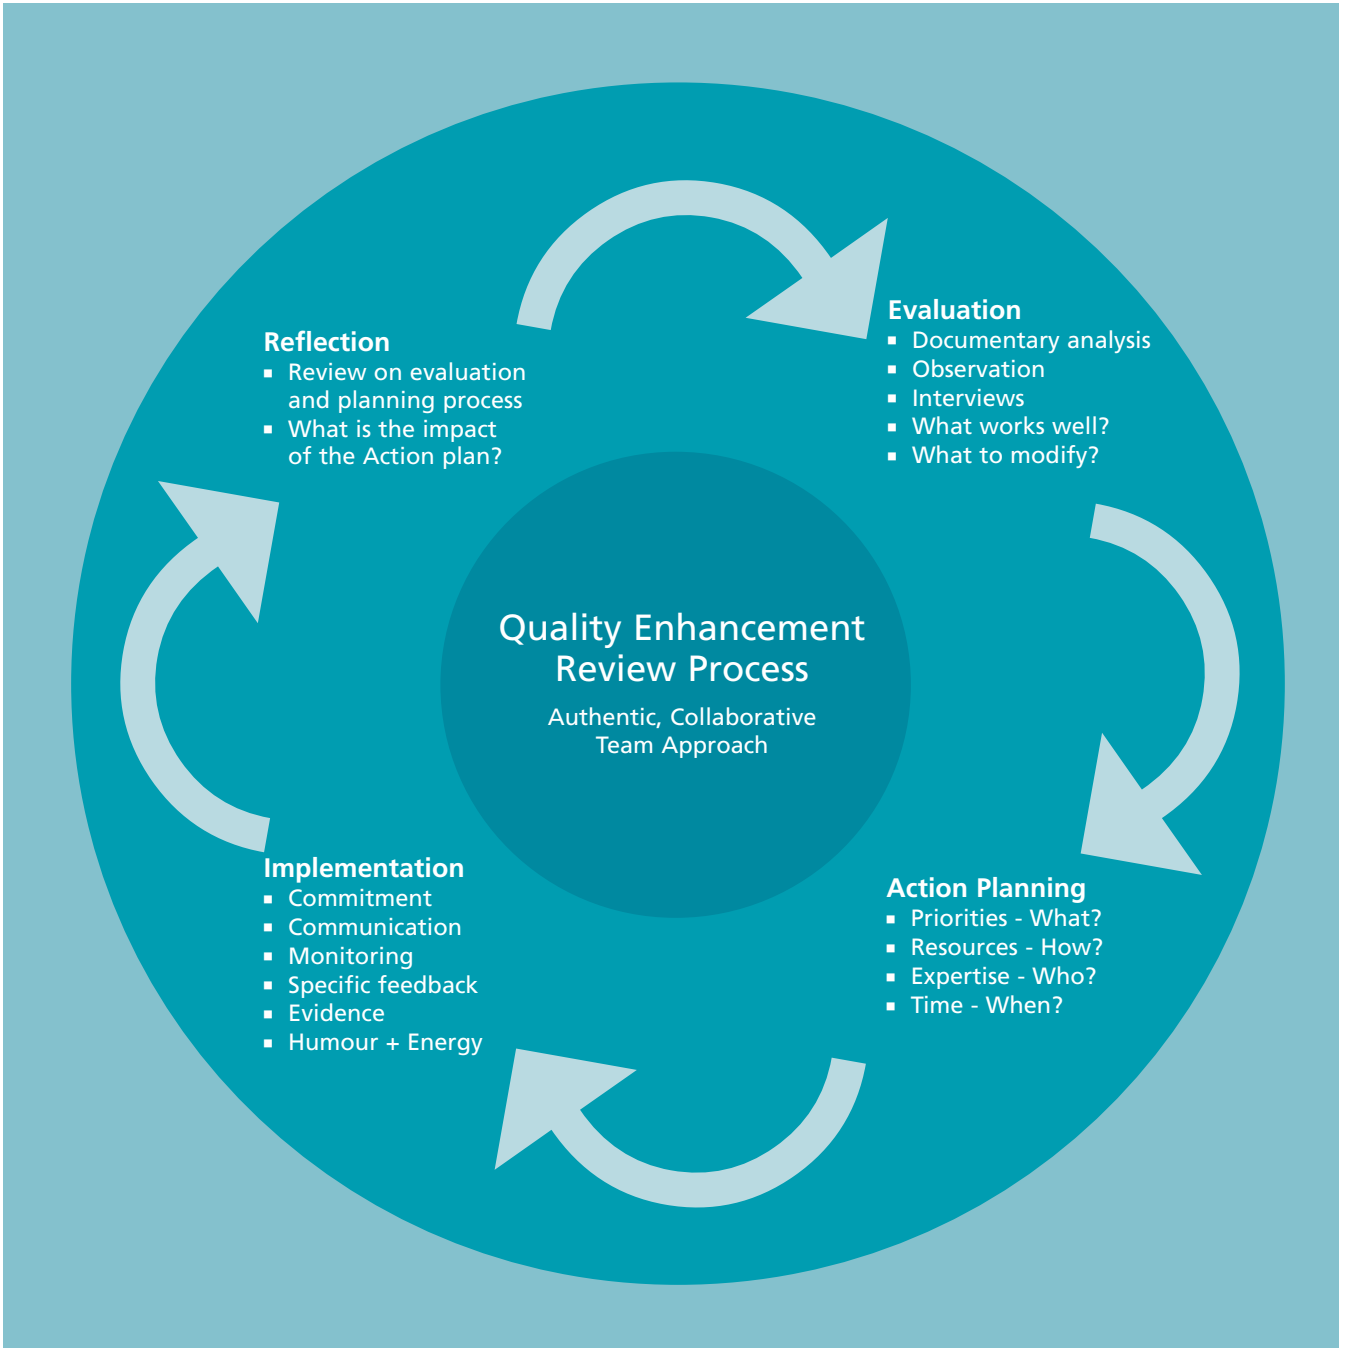 Reflection
▪ Review on evaluation
and planning process
▪ What is the impact
of the Action plan?
Evaluation
▪ Documentary analysis
▪ Observation
▪ Interviews
▪ What works well?
▪ What to modify?
Quality Enhancement
Review Process
Authentic, Collaborative
Team Approach
Implementation
▪ Commitment
▪ Communication
▪ Monitoring
▪ Specific feedback
▪ Evidence
▪ Humour + Energy
Action Planning
▪ Priorities - What?
▪ Resources - How?
▪ Expertise - Who?
▪ Time - When?